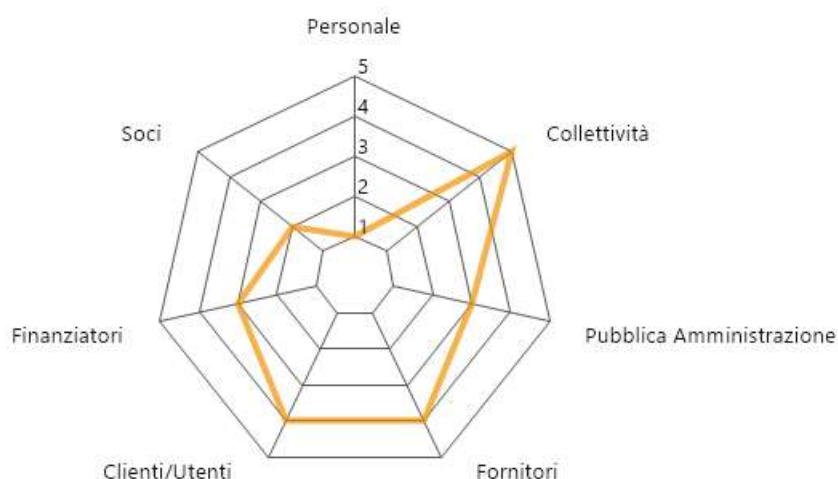 Personale
5
4
3
2
1
Soci
Collettività
Finanziatori
Pubblica Amministrazione
Clienti/Utenti
Fornitori